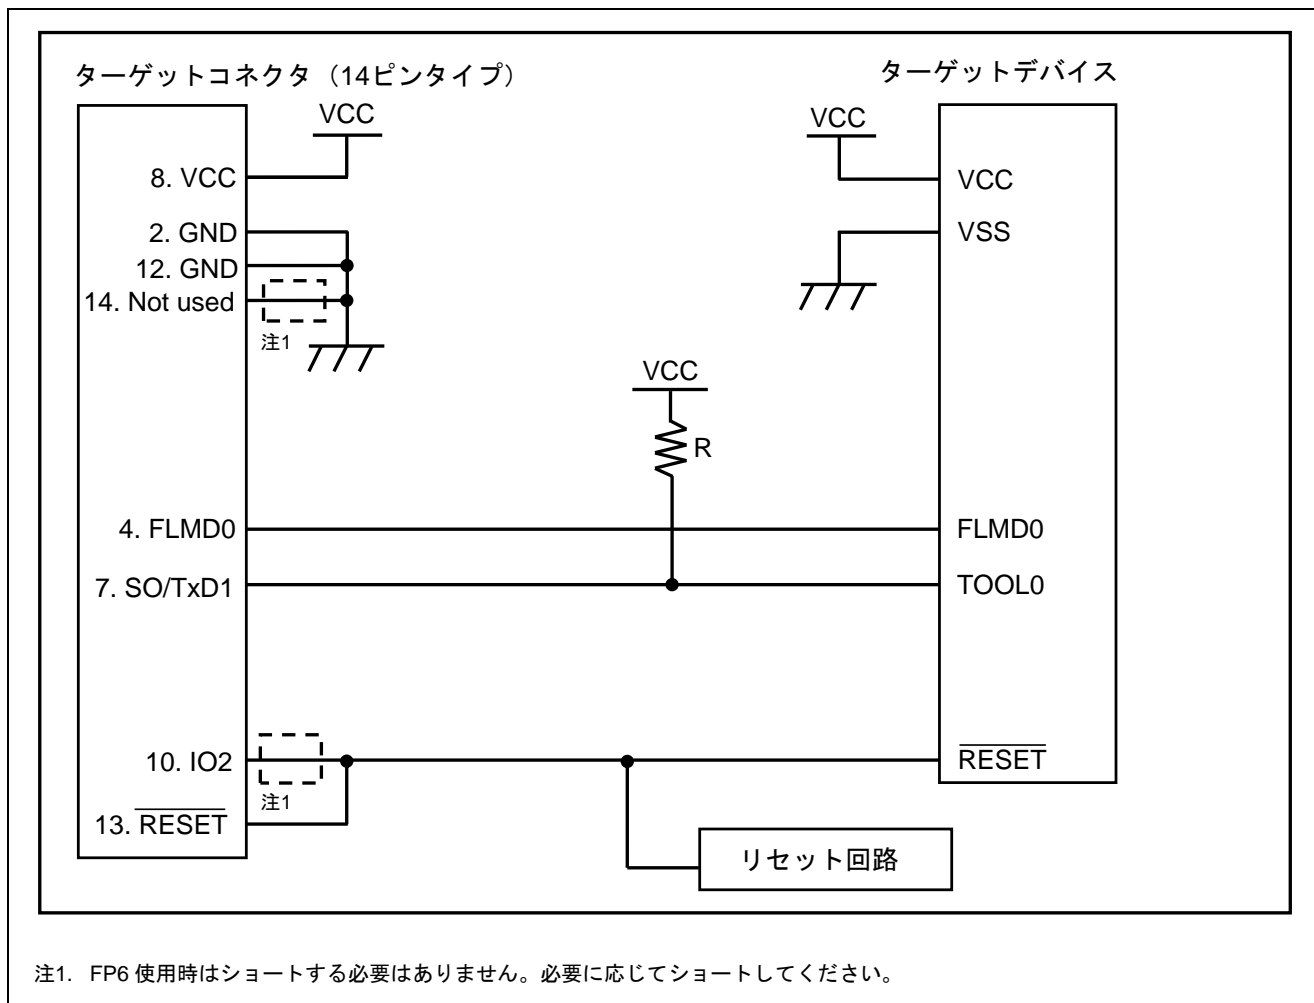 ターゲットコネクタ（14ピンタイプ）
ターゲットデバイス
VCC
VCC
8. VCC
VCC
2. GND
VSS
12. GND
14. Not used
注1
VCC
R
4. FLMD0
FLMD0
7. SO/TxD1
TOOL0
10. IO2
RESET
注1
13. RESET
リセット回路
注1. FP6 使用時はショートする必要はありません。必要に応じてショートしてください。